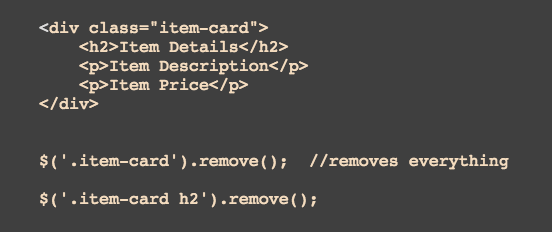 <div class="item-card">
    <h2>Item Details</h2>
    <p>Item Description</p>
    <p>Item Price</p>
</div>
$('.item-card').remove();  //removes everything
$('.item-card h2').remove();